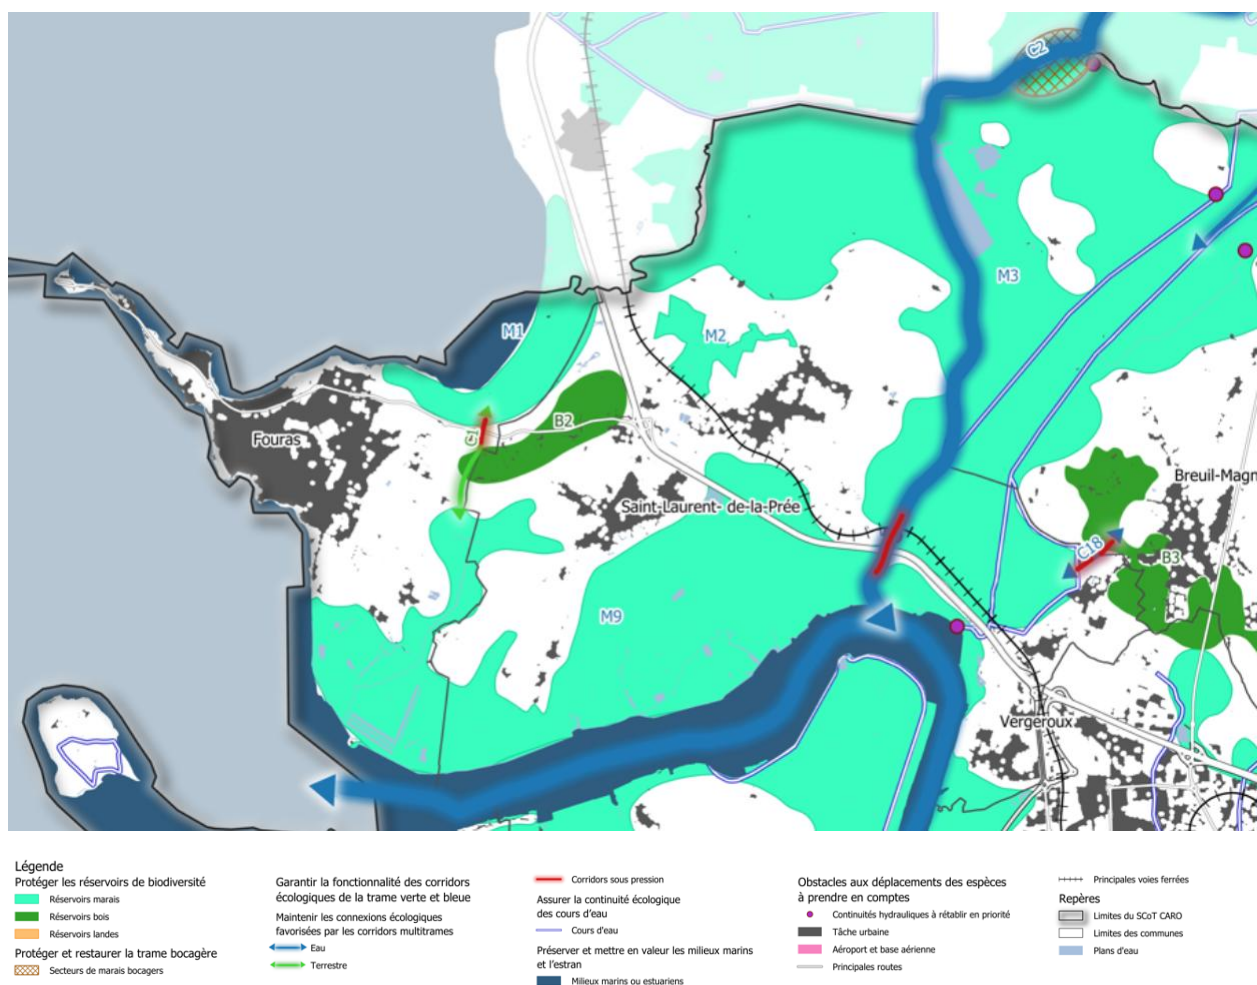 C2
M3
M1
M2
Fouras
B2
Saint-Laurent- de-la-Prée
Breuil-Magn
C18
B3
M9
Vergeroux
Légende
Protéger les réservoirs de biodiversité
Réservoirs marais
Réservoirs bois
Réservoirs landes
Protéger et restaurer la trame bocagère
Secteurs de marais bocagers
Garantir la fonctionnalité des corridors
écologiques de la trame verte et bleue
Maintenir les connexions écologiques
favorisées par les corridors multitrames
Eau
Terrestre
Corridors sous pression
Assurer la continuité écologique
des cours d'eau
Cours d'eau
Préserver et mettre en valeur les milieux marins
et l'estran
Milieux marins ou estuariens
Obstacles aux déplacements des espèces
à prendre en comptes
Continuités hydrauliques à rétablir en priorité
Tâche urbaine
Aéroport et base aérienne
Principales routes
Principales voies ferrées
Repères
Limites du SCoT CARO
Limites des communes
Plans d'eau